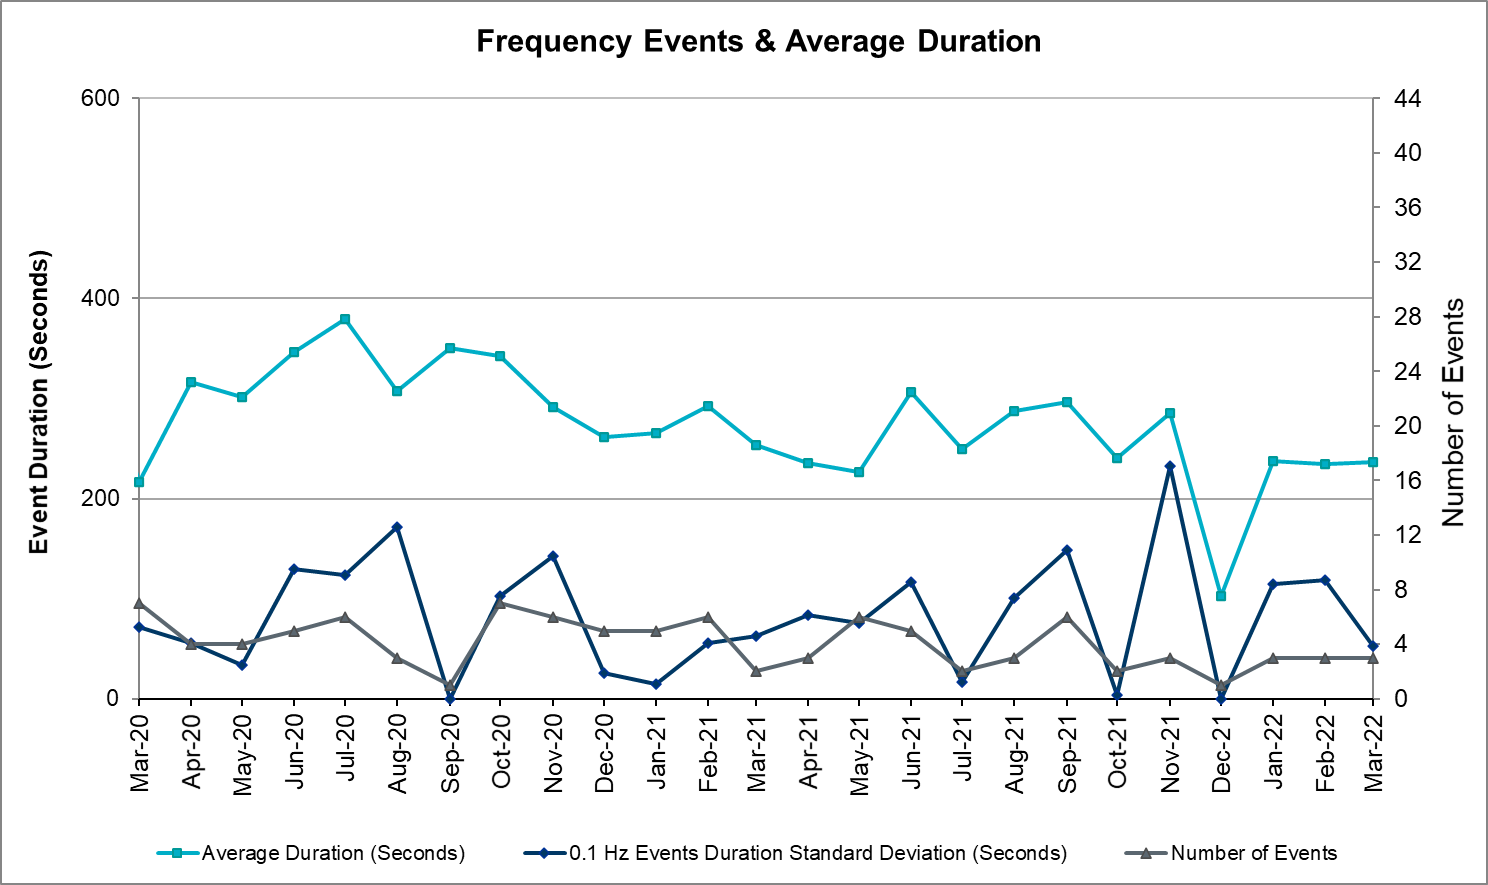 Frequency Events & Average Duration
Event Duration (Seconds)
600
400
200
0
44
40
36
32
28
24
20
16
12
8
4
0
Number of Events
Mar-20
Apr-20
May-20
Jun-20
Jul-20
Aug-20
Sep-20
Oct-20
Nov-20
Dec-20
Jan-21
Feb-21
Mar-21
Apr-21
May-21
Jun-21
Jul-21
Aug-21
Sep-21
Oct-21
Nov-21
Dec-21
Jan-22
Feb-22
Mar-22
Average Duration (Seconds)
0.1 Hz Events Duration Standard Deviation (Seconds)
Number of Events